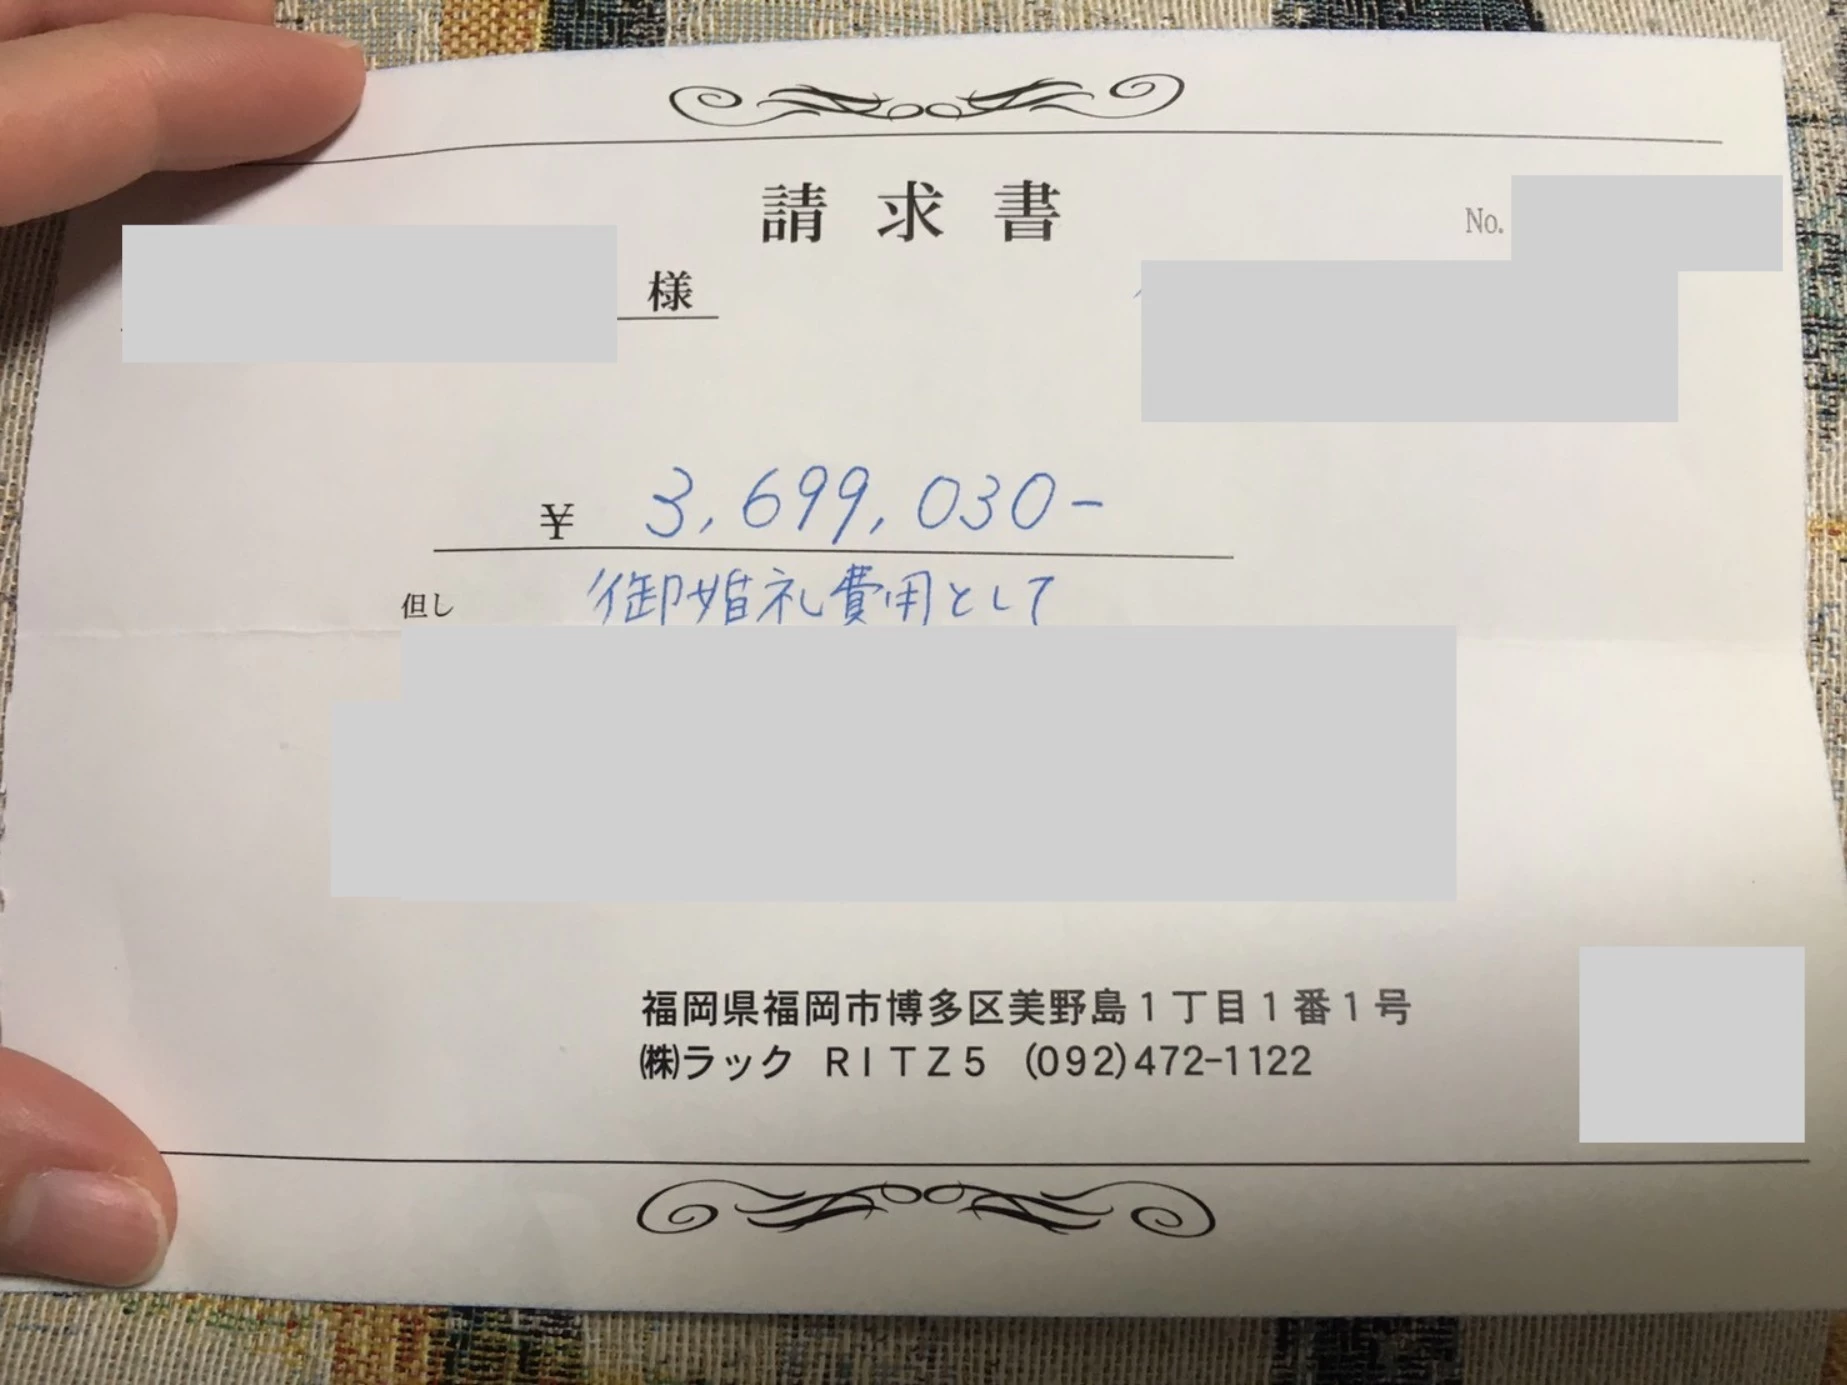 請求書
No.
様
¥ 3,699,030-
但し 御婚礼費用として
福岡県福岡市博多区美野島1丁目1番1号
㈱ラック RITZ5 (092)472-1122